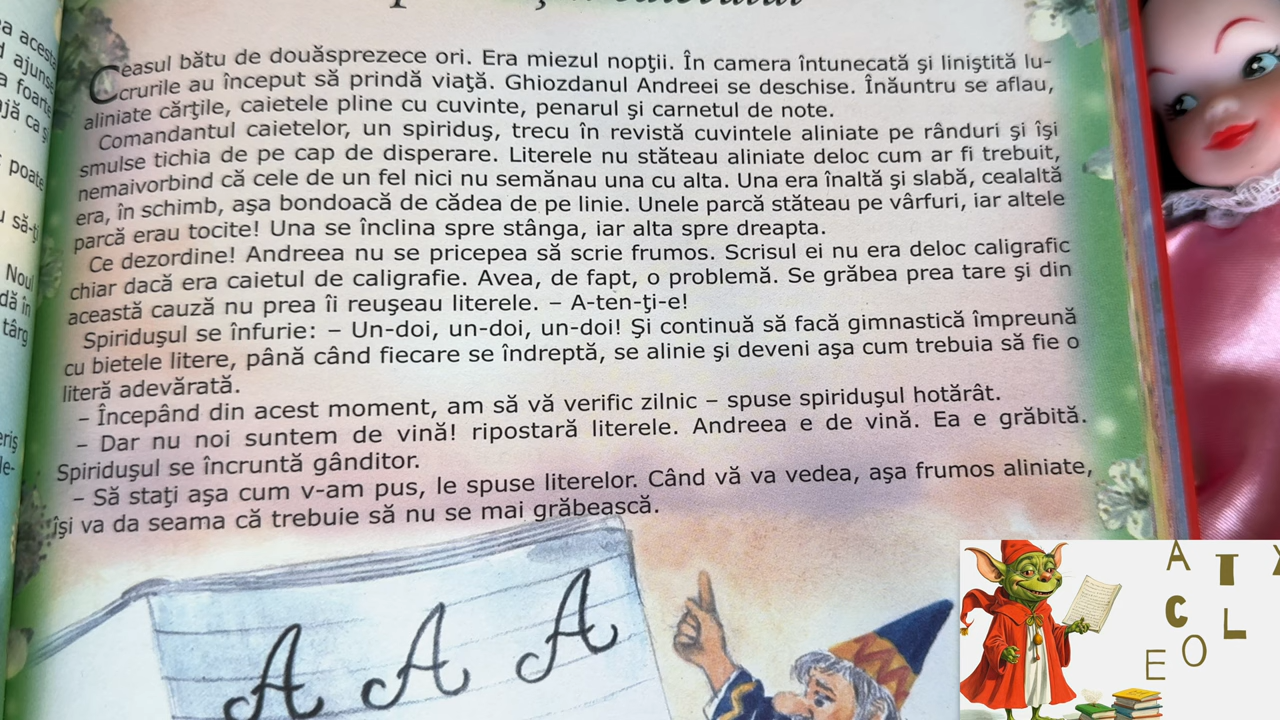 Ceasul bătu de douăsprezece ori. Era miezul nopţii. În camera întunecată şi liniştită lu-
crurile au început să prindă viaţă. Ghiozdanul Andreei se deschise. Înăuntru se aflau,
aliniate cărţile, caietele pline cu cuvinte, penarul şi carnetul de note.
Comandantul caietelor, un spiriduş, trecu în revistă cuvintele aliniate pe rânduri şi îşi
smulse tichia de pe cap de disperare. Literele nu stăteau aliniate deloc cum ar fi trebuit,
nemaivorbind că cele de un fel nici nu semănau una cu alta. Una era înaltă şi slabă, cealaltă
era, în schimb, aşa bondoacă de cădea de pe linie. Unele parcă stăteau pe vârfuri, iar altele
parcă erau tocite! Una se înclina spre stânga, iar alta spre dreapta.
Ce dezordine! Andreea nu se pricepea să scrie frumos. Scrisul ei nu era deloc caligrafic
chiar dacă era caietul de caligrafie. Avea, de fapt, o problemă. Se grăbea prea tare şi din
această cauză nu prea îi reuşeau literele. – A-ten-ţi-e!
Spiriduşul se înfurie: – Un-doi, un-doi, un-doi! Şi continuă să facă gimnastică împreună
cu bietele litere, până când fiecare se îndreptă, se alinie şi deveni aşa cum trebuia să fie o
literă adevărată.
– Începând din acest moment, am să vă verific zilnic – spuse spiriduşul hotărât.
– Dar nu noi suntem de vină! ripostară literele. Andreea e de vină. Ea e grăbită.
Spiriduşul se încruntă gânditor.
– Să staţi aşa cum v-am pus, le spuse literelor. Când vă va vedea, aşa frumos aliniate,
îşi va da seama că trebuie să nu se mai grăbească.
A A A
A T
C L
E O